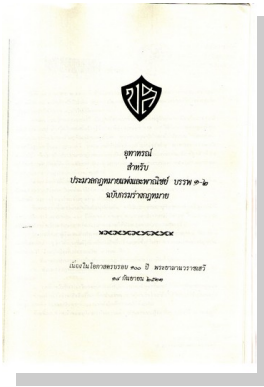 อุทาหรณ์
สำหรับ
ประมวลกฎหมายแพ่งและพาณิชย์ บรรพ ๑-๒
ฉบับกรมร่างกฎหมาย
เนื่องในโอกาสครบรอบ ๑๐๐ ปี พระยามานวราชเสวี
๑๘ กันยายน ๒๕๓๓